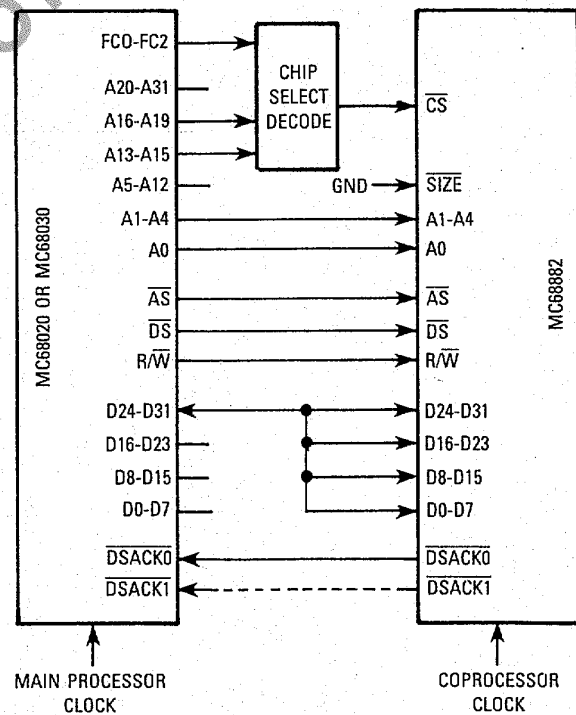 FC0-FC2
A20-A31
A16-A19
A13-A15
A5-A12
A1-A4
A0
AS
DS
R/W
D24-D31
D16-D23
D8-D15
D0-D7
DSACK0
DSACK1
MC68020 OR MC68030
CHIP
SELECT
DECODE
GND
CS
SIZE
A1-A4
A0
AS
DS
R/W
D24-D31
D16-D23
D8-D15
D0-D7
DSACK0
DSACK1
MC68882
MAIN PROCESSOR
CLOCK
COPROCESSOR
CLOCK